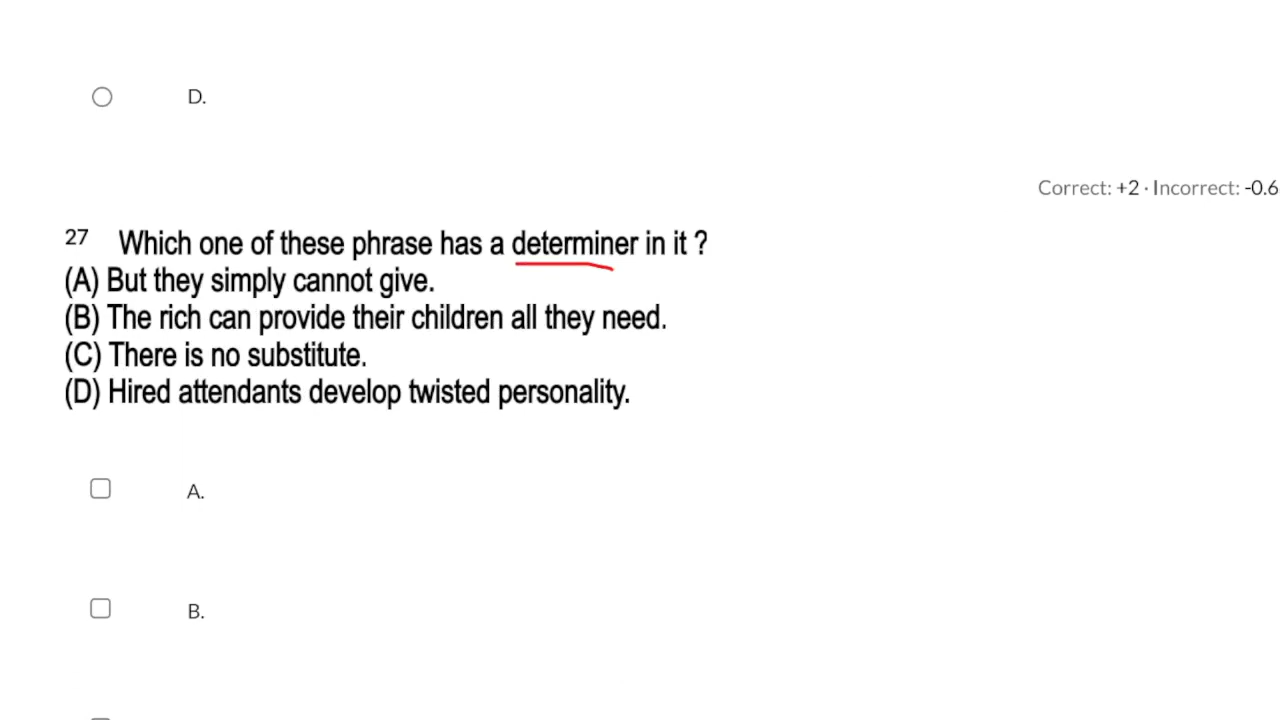 D.
Correct: +2 · Incorrect: -0.6
27 Which one of these phrase has a determiner in it ?
(A) But they simply cannot give.
(B) The rich can provide their children all they need.
(C) There is no substitute.
(D) Hired attendants develop twisted personality.
A.
B.